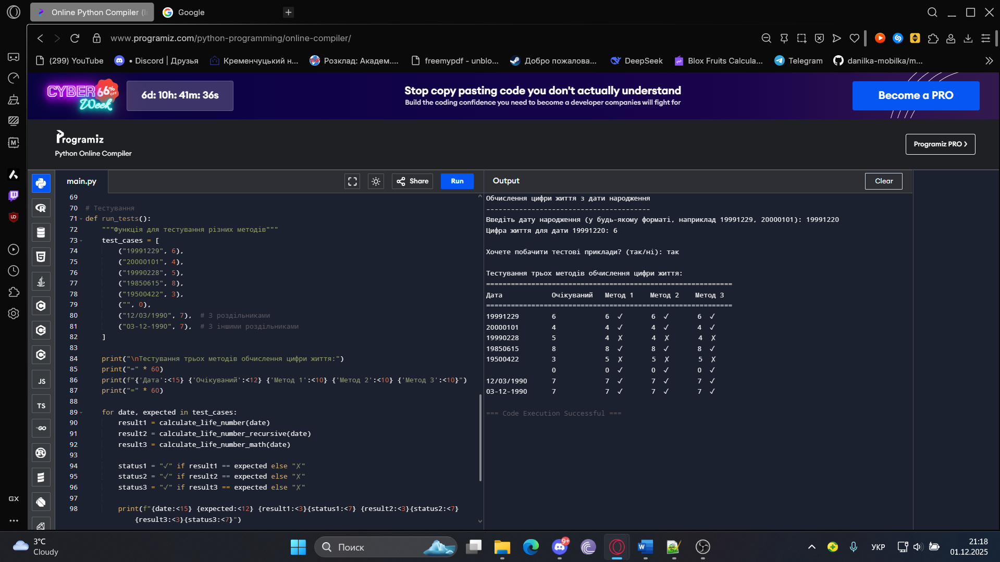 Online Python Compiler (I
Google
www.programiz.com/python-programming/online-compiler/
(299) YouTube
• Discord | Друзья
Кременчуцький н...
Розклад: Академ....
freemypdf - unblo...
Добро пожалова...
DeepSeek
Blox Fruits Calcula...
Telegram
danilka-mobilka/m...
CYBER Week 66% OFF
6d: 10h: 41m: 36s
Stop copy pasting code you don't actually understand
Build the coding confidence you need to become a developer companies will fight for
Become a PRO
Programiz
Python Online Compiler
Programiz PRO
main.py
Share
Run
69
70 # Тестування
71 def run_tests():
72 """Функція для тестування різних методів"""
73 test_cases = [
74 ("19991229", 6),
75 ("20000101", 4),
76 ("19990228", 5),
77 ("19850615", 8),
78 ("19500422", 3),
79 ("", 0),
80 ("12/03/1990", 7), # З роздільниками
81 ("03-12-1990", 7), # З іншими роздільниками
82 ]
83
84 print("\nТестування трьох методів обчислення цифри життя:")
85 print("=" * 60)
86 print(f"{'Дата':<15} {'Очікуваний':<12} {'Метод 1':<10} {'Метод 2':<10} {'Метод 3':<10}")
87 print("=" * 60)
88
89 for date, expected in test_cases:
90 result1 = calculate_life_number(date)
91 result2 = calculate_life_number_recursive(date)
92 result3 = calculate_life_number_math(date)
93
94 status1 = "✓" if result1 == expected else "✗"
95 status2 = "✓" if result2 == expected else "✗"
96 status3 = "✓" if result3 == expected else "✗"
97
98 print(f"{date:<15} {expected:<12} {result1:<3}{status1:<7} {result2:<3}{status2:<7}
{result3:<3}{status3:<7}")
Output
Clear
Обчислення цифри життя з дати народження
----------------------------------------
Введіть дату народження (у будь-якому форматі, наприклад 19991229, 20000101): 19991220
Цифра життя для дати 19991220: 6
Хочете побачити тестові приклади? (так/ні): так
Тестування трьох методів обчислення цифри життя:
============================================================
Дата Очікуваний Метод 1 Метод 2 Метод 3
============================================================
19991229 6 6 ✓ 6 ✓ 6 ✓
20000101 4 4 ✓ 4 ✓ 4 ✓
19990228 5 4 ✗ 4 ✗ 4 ✗
19850615 8 8 ✓ 8 ✓ 8 ✓
19500422 3 5 ✗ 5 ✗ 5 ✗
0 0 ✓ 0 ✓ 0 ✓
12/03/1990 7 7 ✓ 7 ✓ 7 ✓
03-12-1990 7 7 ✓ 7 ✓ 7 ✓
=== Code Execution Successful ===
JS
TS
GO
GX
3°C
Cloudy
Поиск
9+
УКР
21:18
01.12.2025